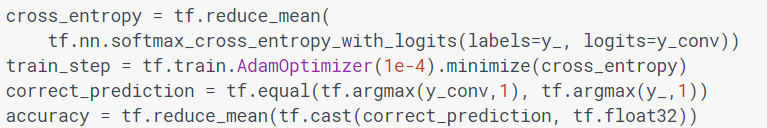 cross_entropy = tf.reduce_mean(
    tf.nn.softmax_cross_entropy_with_logits(labels=y_, logits=y_conv))
train_step = tf.train.AdamOptimizer(1e-4).minimize(cross_entropy)
correct_prediction = tf.equal(tf.argmax(y_conv,1), tf.argmax(y_,1))
accuracy = tf.reduce_mean(tf.cast(correct_prediction, tf.float32))